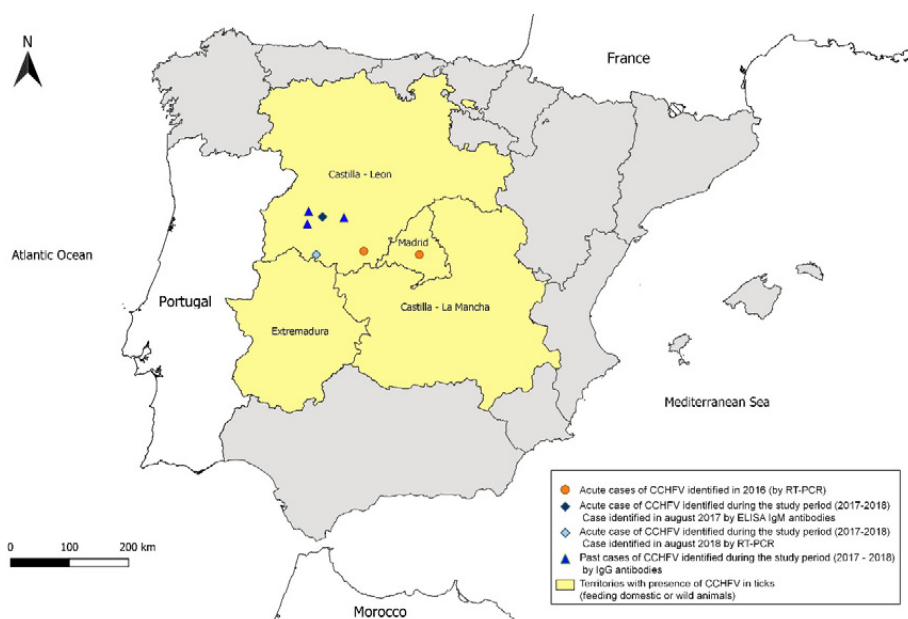 N
France
Castilla - Leon
Madrid
Atlantic Ocean
Portugal
Castilla - La Mancha
Extremadura
Mediterranean Sea
Acute cases of CCHFV identified in 2016 (by RT-PCR)
Acute case of CCHFV identified during the study period (2017-2018)
Case identified in august 2017 by ELISA IgM antibodies
Acute case of CCHFV identified during the study period (2017-2018)
Case identified in august 2018 by RT-PCR
Past cases of CCHFV identified during the study period (2017 - 2018)
by IgG antibodies
Territories with presence of CCHFV in ticks
(feeding domestic or wild animals)
0 100 200 km
Morocco